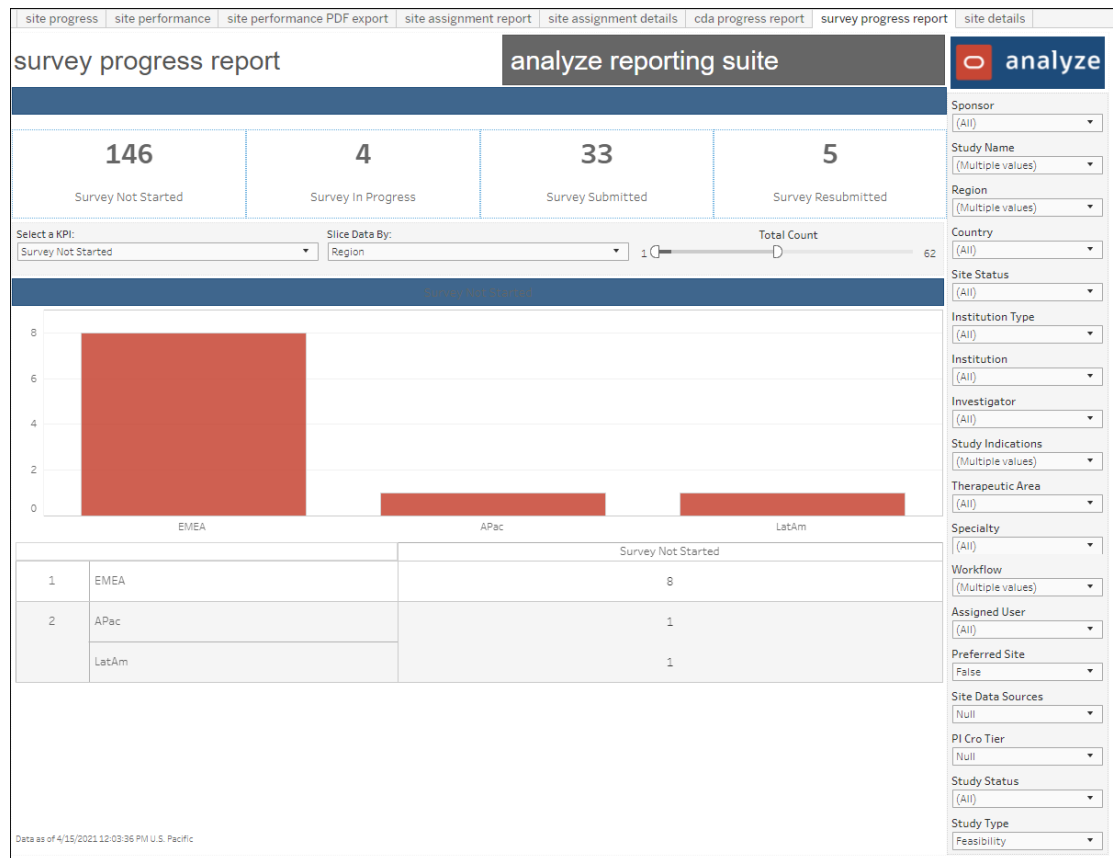 site progress site performance site performance PDF export site assignment report site assignment details cda progress report survey progress report site details
survey progress report
analyze reporting suite
analyze
146 4 33 5
Survey Not Started Survey In Progress Survey Submitted Survey Resubmitted
Select a KPI: Slice Data By: Total Count
Survey Not Started Region 1 62
Survey Not Started
8
6
4
2
0
EMEA APac LatAm
Survey Not Started
1 EMEA 8
2 APac 1
LatAm 1
Data as of 4/15/2021 12:03:36 PM U.S. Pacific
Sponsor
(All)
Study Name
(Multiple values)
Region
(Multiple values)
Country
(All)
Site Status
(All)
Institution Type
(All)
Institution
(All)
Investigator
(All)
Study Indications
(Multiple values)
Therapeutic Area
(All)
Specialty
(All)
Workflow
(Multiple values)
Assigned User
(All)
Preferred Site
False
Site Data Sources
Null
PI Cro Tier
Null
Study Status
(All)
Study Type
Feasibility